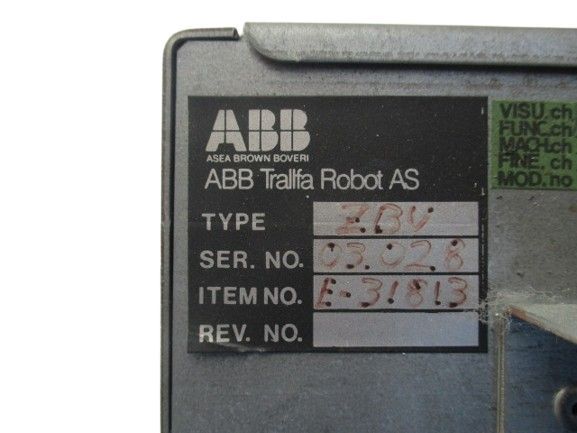 ABB
ASEA BROWN BOVERI
ABB Trallfa Robot AS
TYPE ZBV
SER. NO. 03.028
ITEM NO. E-31813
REV. NO.
VISU.ch
FUNC.ch
MACH.ch
FINE. ch
MOD.no